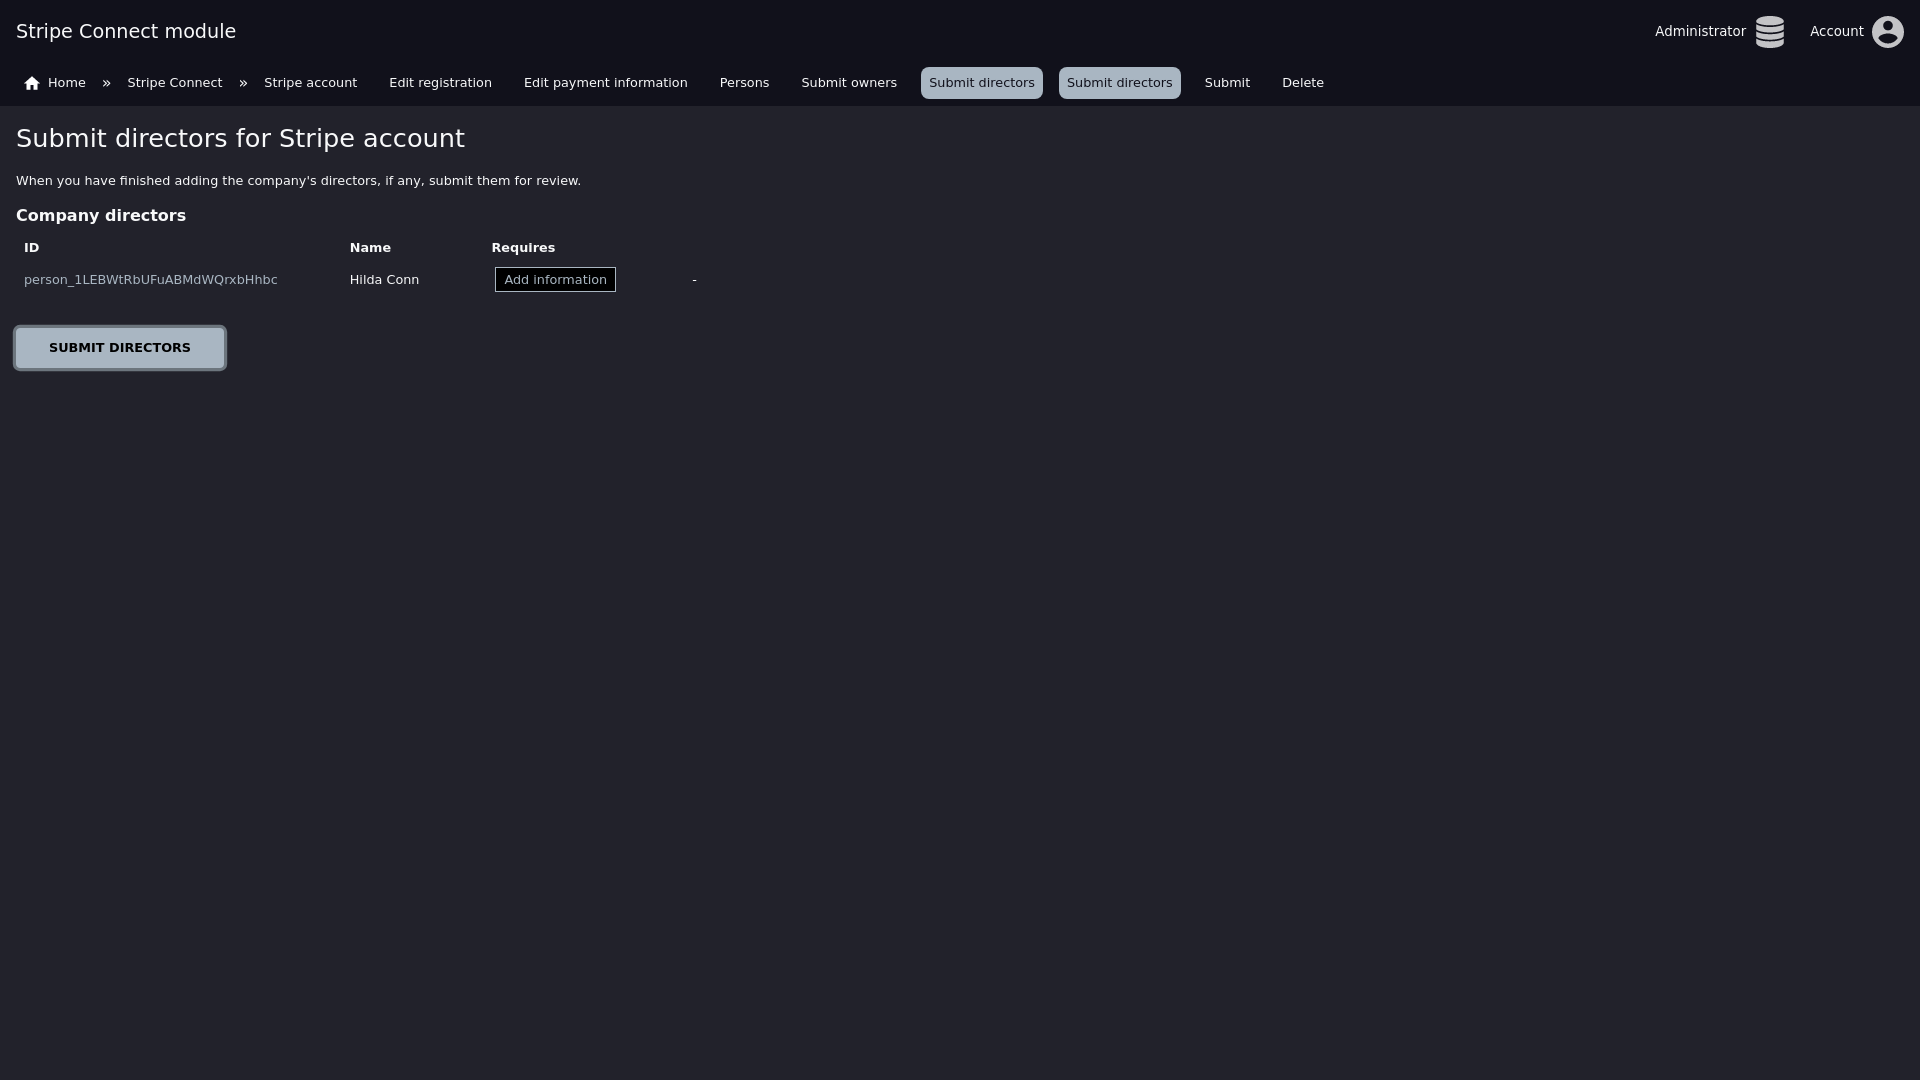 Stripe Connect module
Administrator
Account
Home » Stripe Connect » Stripe account Edit registration Edit payment information Persons Submit owners Submit directors Submit directors Submit Delete
Submit directors for Stripe account
When you have finished adding the company's directors, if any, submit them for review.
Company directors
ID Name Requires
person_1LEBWtRbUFuABMdWQrxbHhbc Hilda Conn Add information -
SUBMIT DIRECTORS